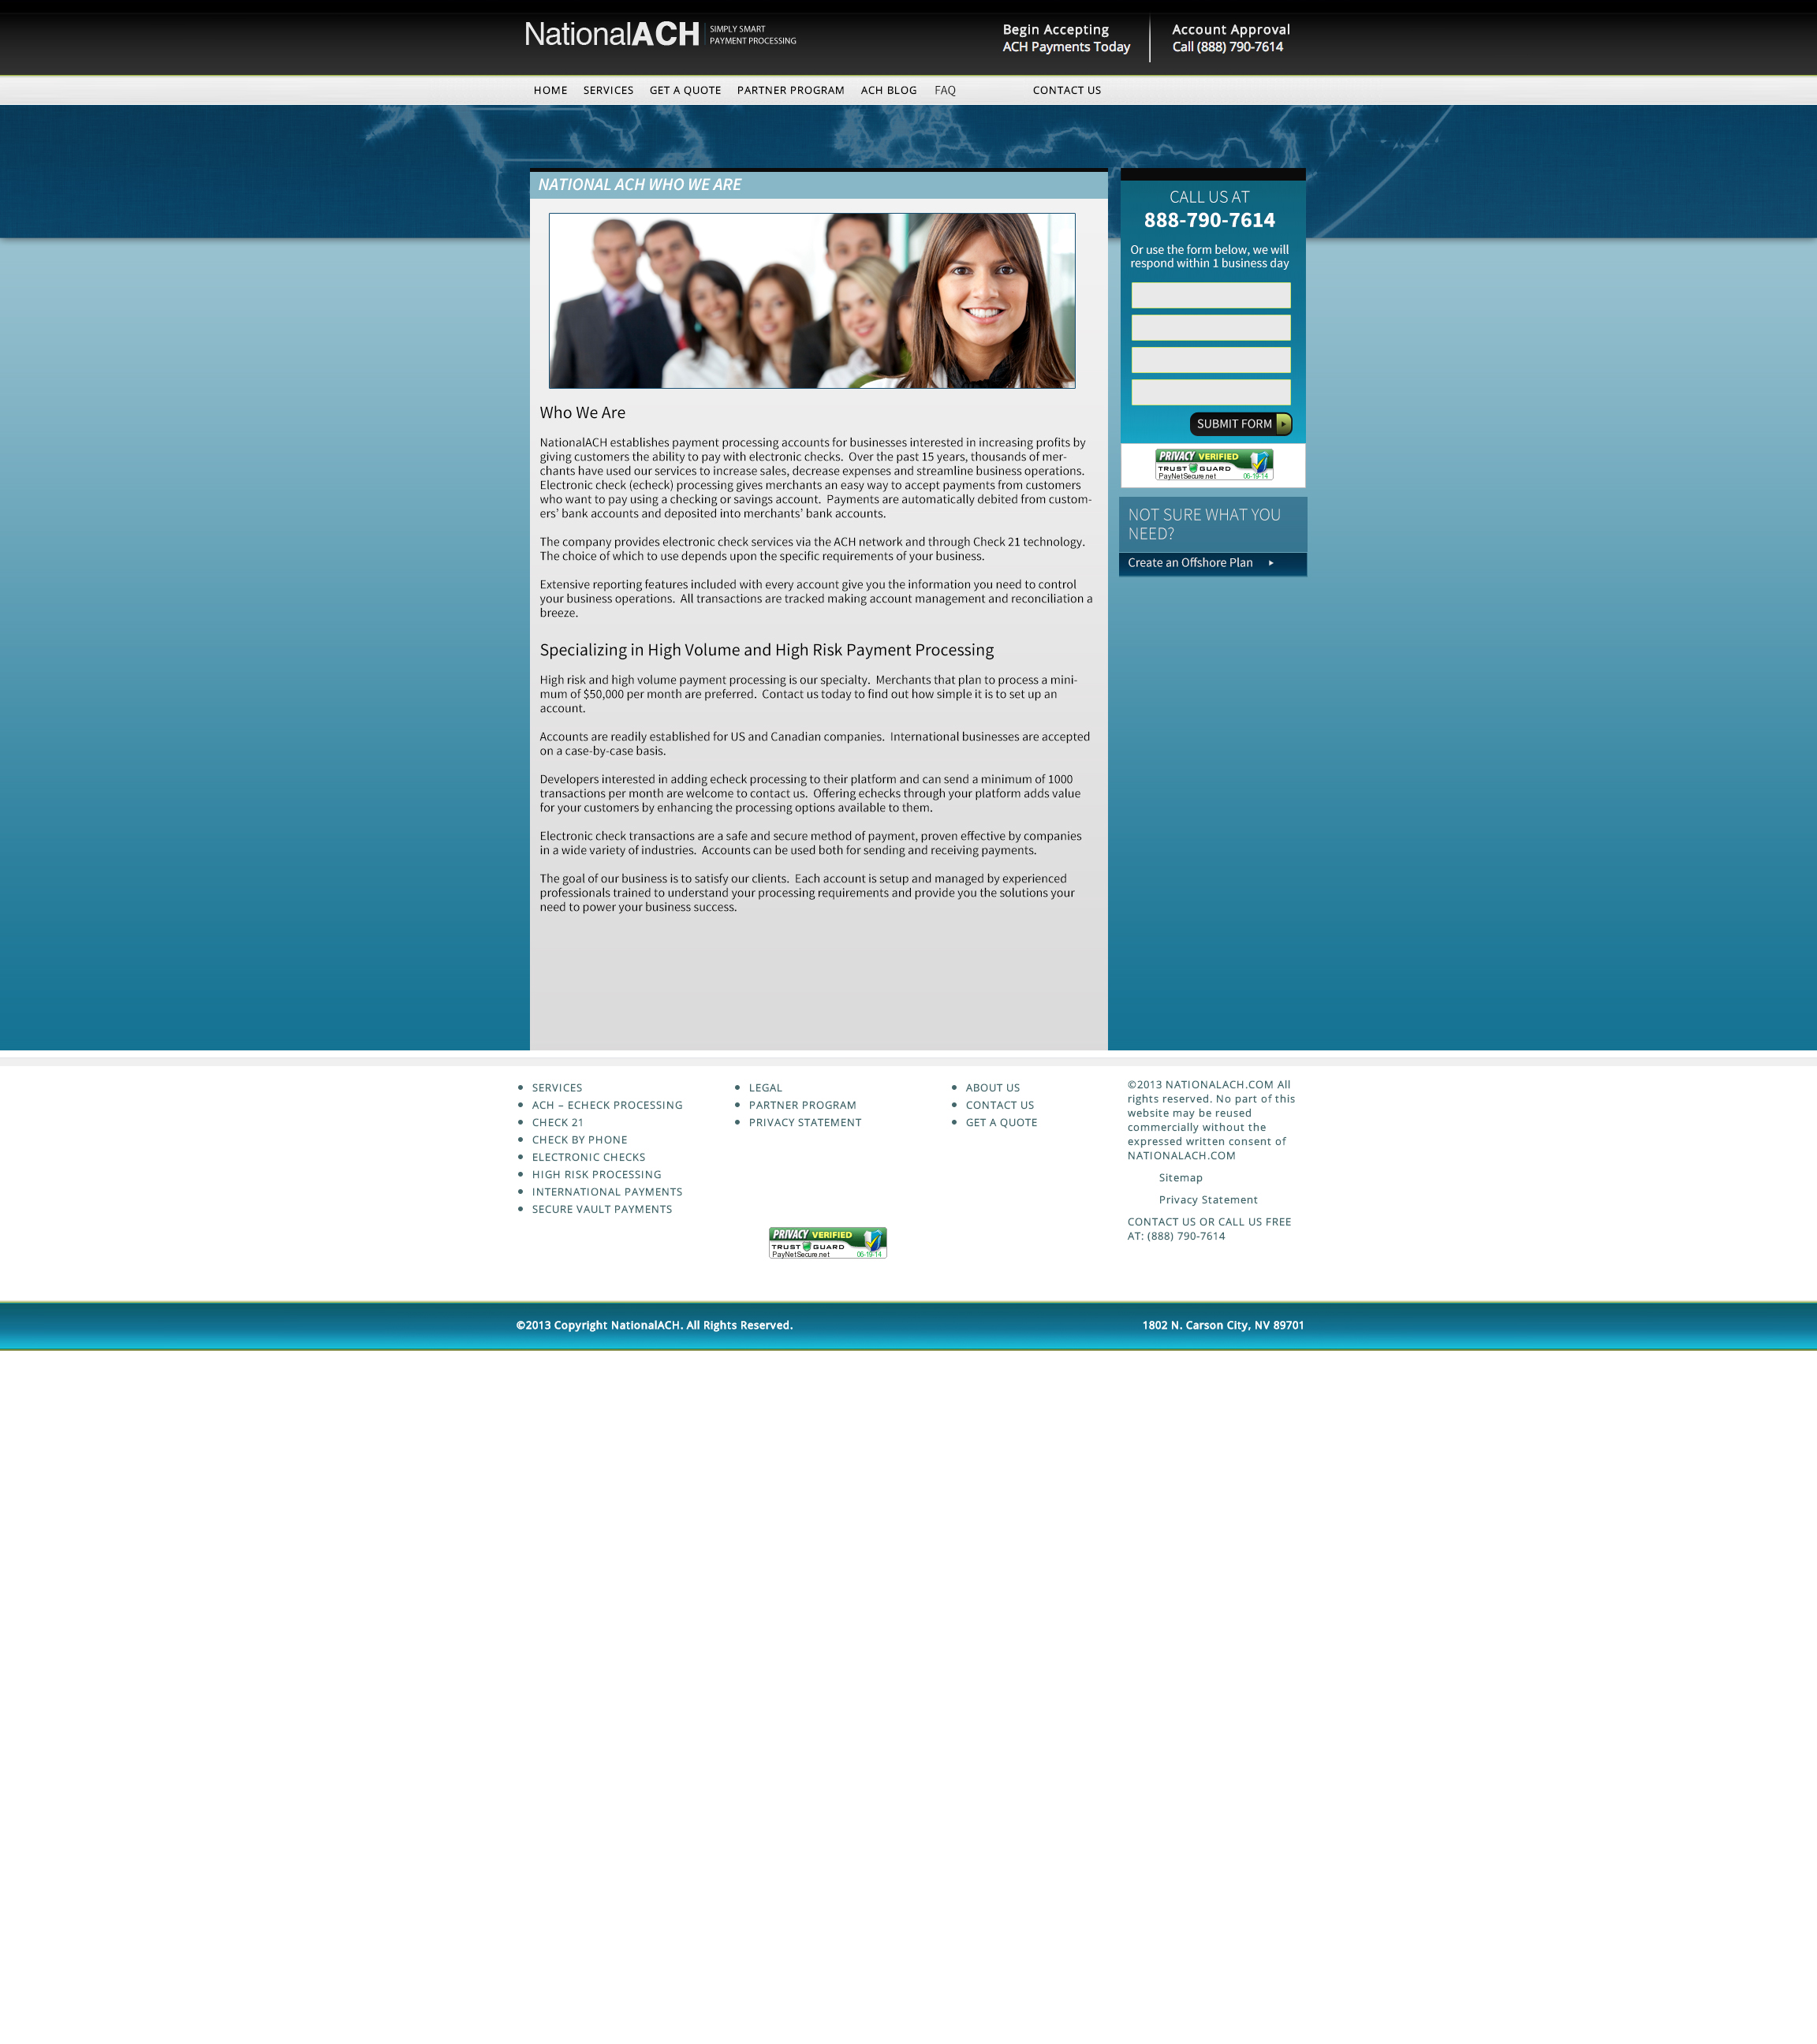 NationalACH SIMPLY SMART
PAYMENT PROCESSING
Begin Accepting
ACH Payments Today
Account Approval
Call (888) 790-7614
HOME SERVICES GET A QUOTE PARTNER PROGRAM ACH BLOG FAQ CONTACT US
NATIONAL ACH WHO WE ARE
Who We Are
NationalACH establishes payment processing accounts for businesses interested in increasing profits by
giving customers the ability to pay with electronic checks. Over the past 15 years, thousands of mer-
chants have used our services to increase sales, decrease expenses and streamline business operations.
Electronic check (echeck) processing gives merchants an easy way to accept payments from customers
who want to pay using a checking or savings account. Payments are automatically debited from custom-
ers' bank accounts and deposited into merchants' bank accounts.
The company provides electronic check services via the ACH network and through Check 21 technology.
The choice of which to use depends upon the specific requirements of your business.
Extensive reporting features included with every account give you the information you need to control
your business operations. All transactions are tracked making account management and reconciliation a
breeze.
Specializing in High Volume and High Risk Payment Processing
High risk and high volume payment processing is our specialty. Merchants that plan to process a mini-
mum of $50,000 per month are preferred. Contact us today to find out how simple it is to set up an
account.
Accounts are readily established for US and Canadian companies. International businesses are accepted
on a case-by-case basis.
Developers interested in adding echeck processing to their platform and can send a minimum of 1000
transactions per month are welcome to contact us. Offering echecks through your platform adds value
for your customers by enhancing the processing options available to them.
Electronic check transactions are a safe and secure method of payment, proven effective by companies
in a wide variety of industries. Accounts can be used both for sending and receiving payments.
The goal of our business is to satisfy our clients. Each account is setup and managed by experienced
professionals trained to understand your processing requirements and provide you the solutions your
need to power your business success.
CALL US AT
888-790-7614
Or use the form below, we will
respond within 1 business day
SUBMIT FORM
PRIVACY VERIFIED
TRUST GUARD
PayNetSecure.net 06-19-14
NOT SURE WHAT YOU
NEED?
Create an Offshore Plan
SERVICES
ACH – ECHECK PROCESSING
CHECK 21
CHECK BY PHONE
ELECTRONIC CHECKS
HIGH RISK PROCESSING
INTERNATIONAL PAYMENTS
SECURE VAULT PAYMENTS
LEGAL
PARTNER PROGRAM
PRIVACY STATEMENT
PRIVACY VERIFIED
TRUST GUARD
PayNetSecure.net 06-19-14
ABOUT US
CONTACT US
GET A QUOTE
©2013 NATIONALACH.COM All
rights reserved. No part of this
website may be reused
commercially without the
expressed written consent of
NATIONALACH.COM
Sitemap
Privacy Statement
CONTACT US OR CALL US FREE
AT: (888) 790-7614
©2013 Copyright NationalACH. All Rights Reserved.
1802 N. Carson City, NV 89701